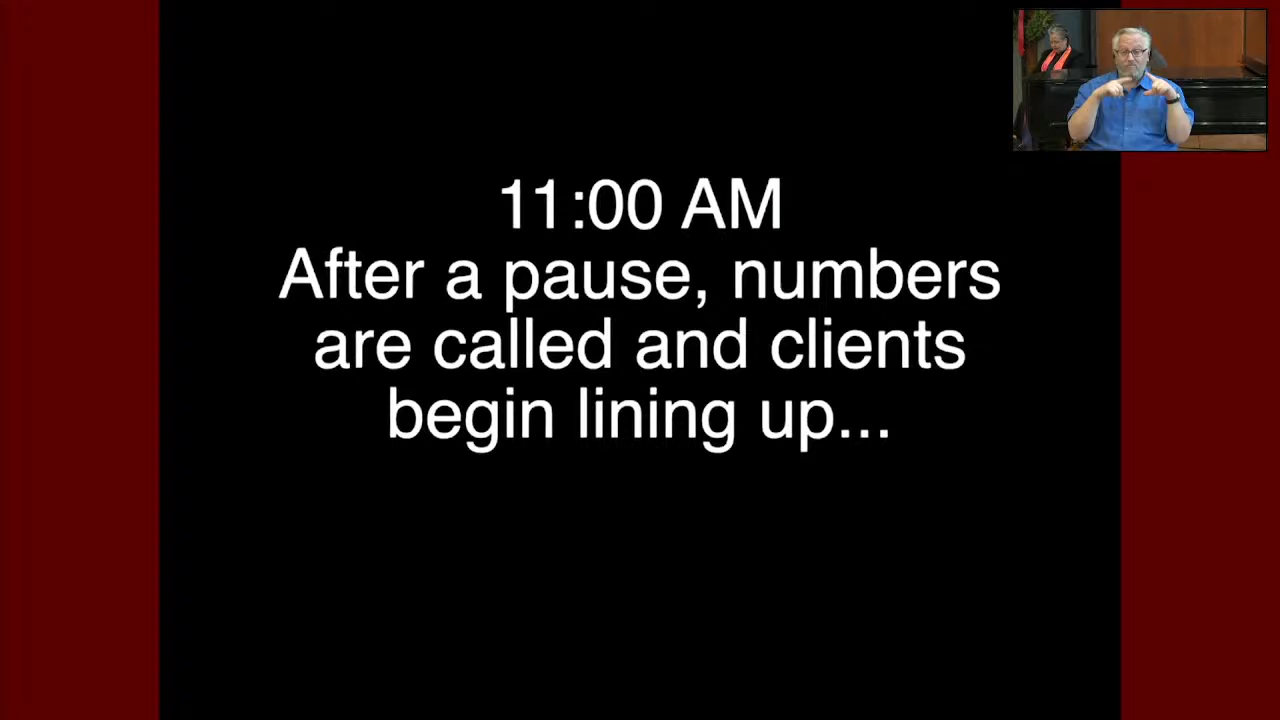 11:00 AM
After a pause, numbers
are called and clients
begin lining up...